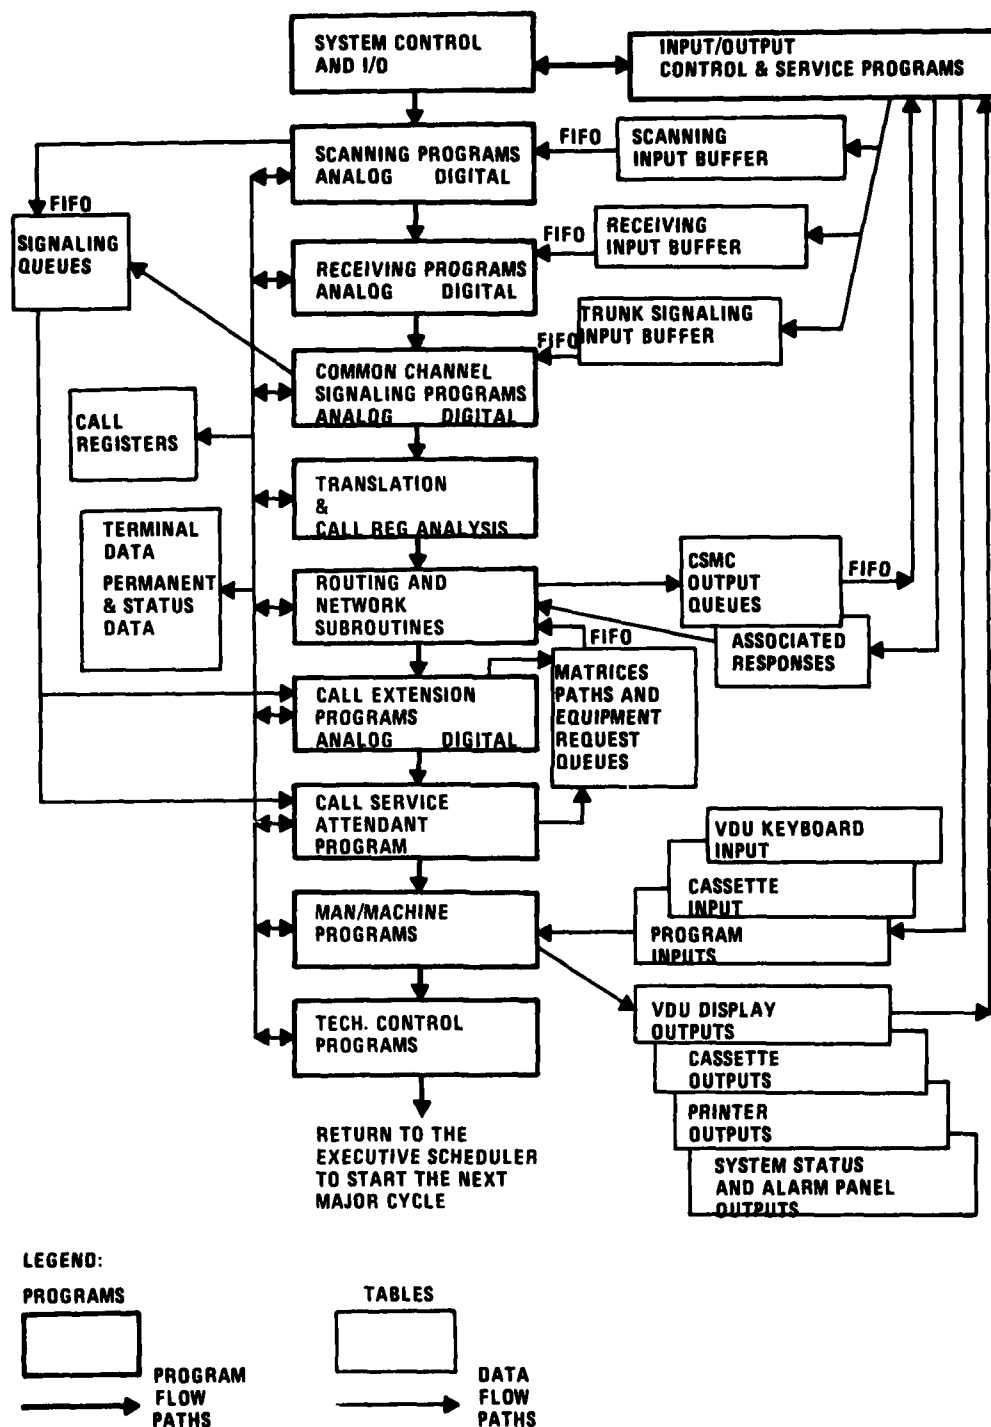 SYSTEM CONTROL
AND I/O
INPUT/OUTPUT
CONTROL & SERVICE PROGRAMS
SCANNING PROGRAMS
ANALOG DIGITAL
FIFO
SCANNING
INPUT BUFFER
FIFO
SIGNALING
QUEUES
RECEIVING PROGRAMS
ANALOG DIGITAL
FIFO
RECEIVING
INPUT BUFFER
TRUNK SIGNALING
INPUT BUFFER
FIFO
COMMON CHANNEL
SIGNALING PROGRAMS
ANALOG DIGITAL
CALL
REGISTERS
TRANSLATION
&
CALL REG ANALYSIS
TERMINAL
DATA
PERMANENT
& STATUS
DATA
ROUTING AND
NETWORK
SUBROUTINES
CSMC
OUTPUT
QUEUES
FIFO
ASSOCIATED
RESPONSES
FIFO
MATRICES
PATHS AND
EQUIPMENT
REQUEST
QUEUES
CALL EXTENSION
PROGRAMS
ANALOG DIGITAL
CALL SERVICE
ATTENDANT
PROGRAM
VDU KEYBOARD
INPUT
CASSETTE
INPUT
PROGRAM
INPUTS
MAN/MACHINE
PROGRAMS
VDU DISPLAY
OUTPUTS
CASSETTE
OUTPUTS
PRINTER
OUTPUTS
SYSTEM STATUS
AND ALARM PANEL
OUTPUTS
TECH. CONTROL
PROGRAMS
RETURN TO THE
EXECUTIVE SCHEDULER
TO START THE NEXT
MAJOR CYCLE
LEGEND:
PROGRAMS
TABLES
PROGRAM
FLOW
PATHS
DATA
FLOW
PATHS